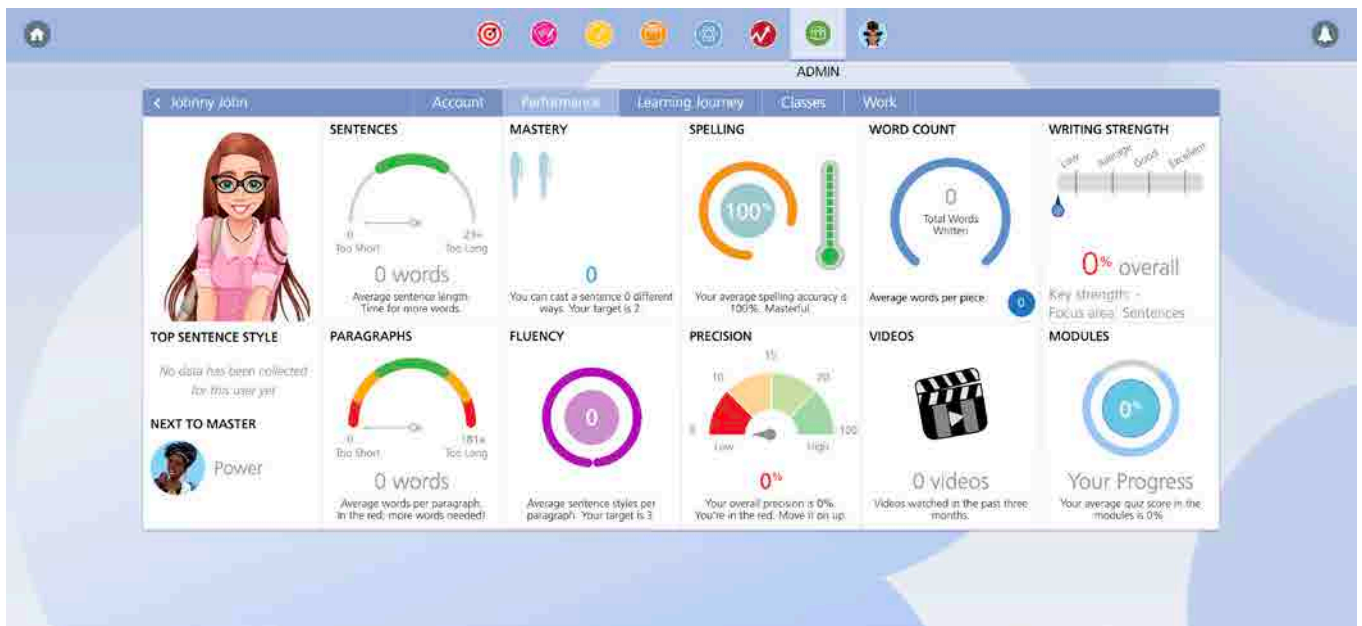 ADMIN
< Johnny John
Account
Performance
Learning Journey
Classes
Work
SENTENCES
0
21+
Too Short
Too Long
0 words
Average sentence length.
Time for more words.
MASTERY
0
You can cast a sentence 0 different
ways. Your target is 2
SPELLING
100%
Your average spelling accuracy is
100%. Masterful
WORD COUNT
0
Total Words
Written
Average words per piece
0
WRITING STRENGTH
Low
Average
Good
Excellent
0% overall
Key strength: -
Focus area: Sentences
TOP SENTENCE STYLE
No data has been collected
for this user yet
NEXT TO MASTER
Power
PARAGRAPHS
0
181+
Too Short
Too Long
0 words
Average words per paragraph.
In the red, more words needed!
FLUENCY
0
Average sentence styles per
paragraph. Your target is 3
PRECISION
0
10
15
20
100
Low
High
0%
Your overall precision is 0%.
You're in the red. Move it on up
VIDEOS
0 videos
Videos watched in the past three
months.
MODULES
0%
Your Progress
Your average quiz score in the
modules is 0%